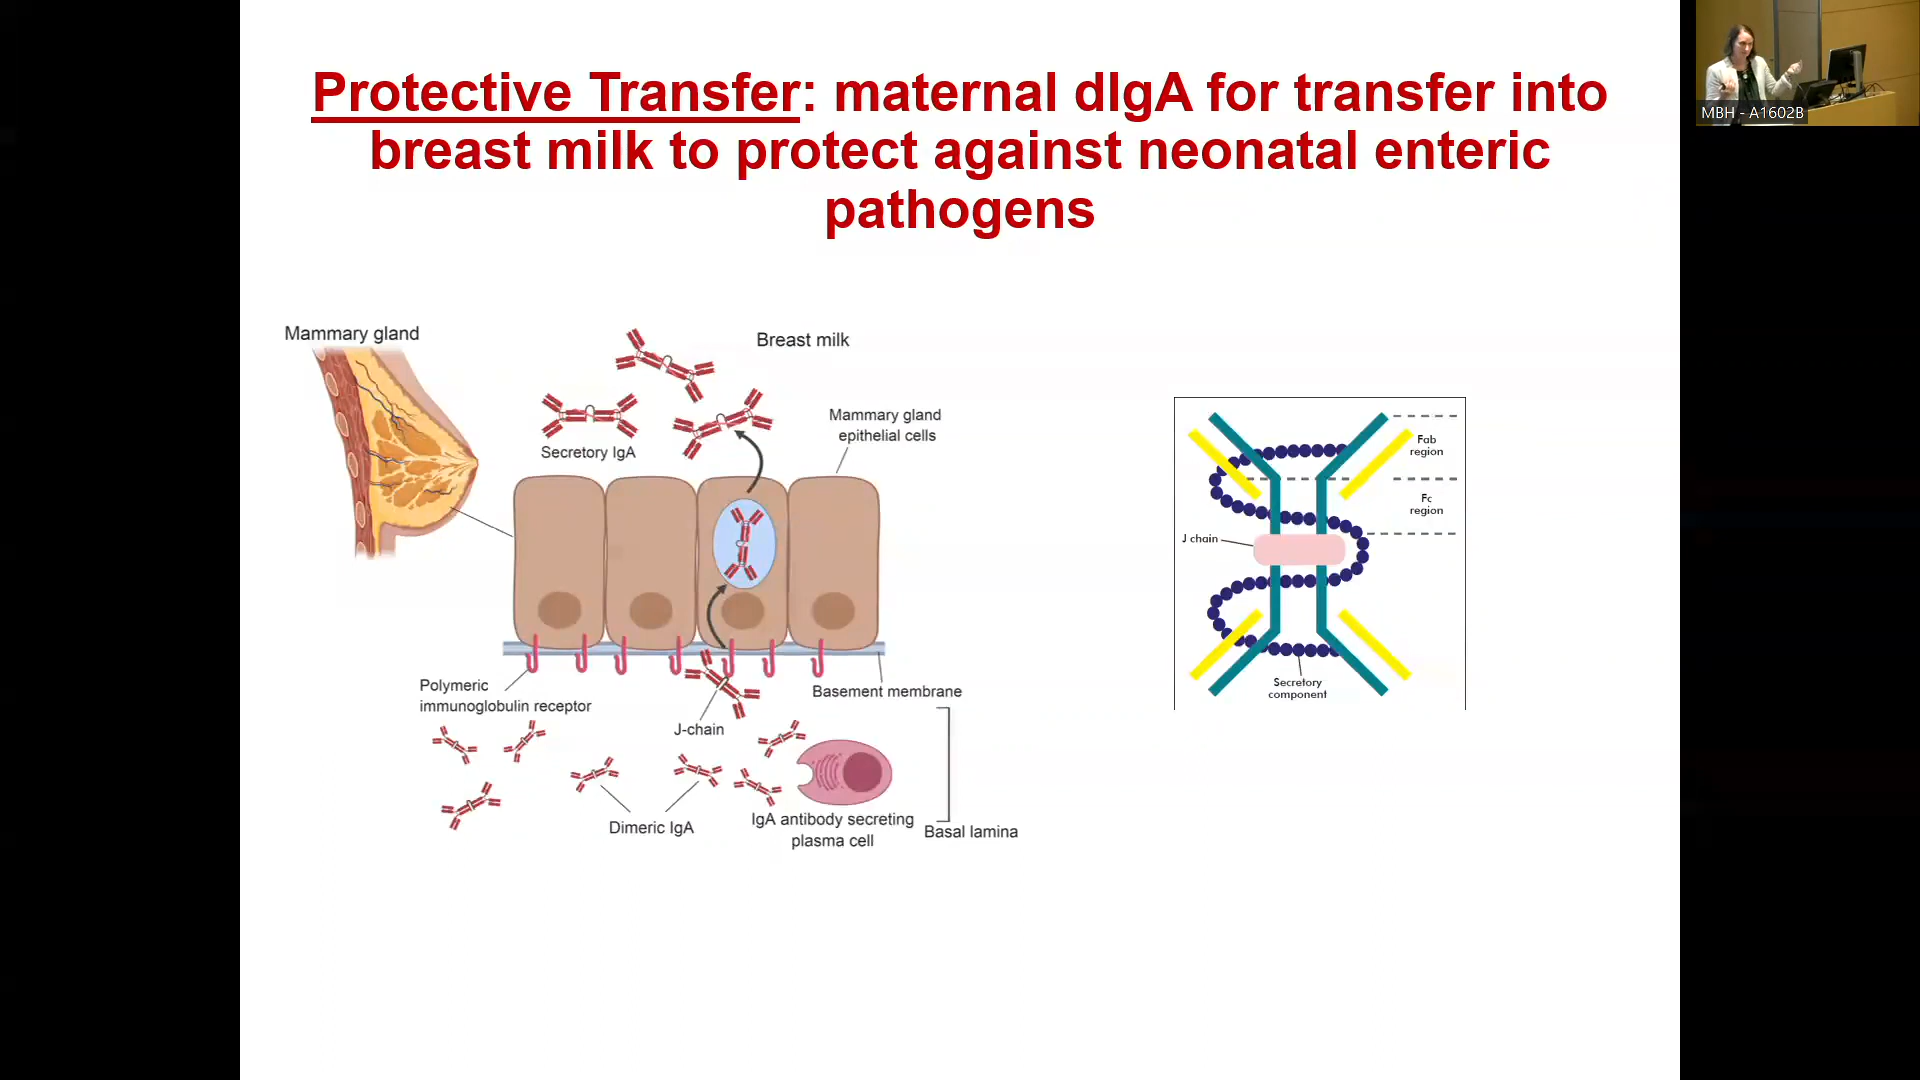 Protective Transfer: maternal dIgA for transfer into
breast milk to protect against neonatal enteric
pathogens
MBH - A1602B
Mammary gland
Breast milk
Secretory IgA
Mammary gland
epithelial cells
Polymeric
immunoglobulin receptor
J-chain
Basement membrane
Dimeric IgA
IgA antibody secreting
plasma cell
Basal lamina
Fab
region
Fc
region
J chain
Secretory
component